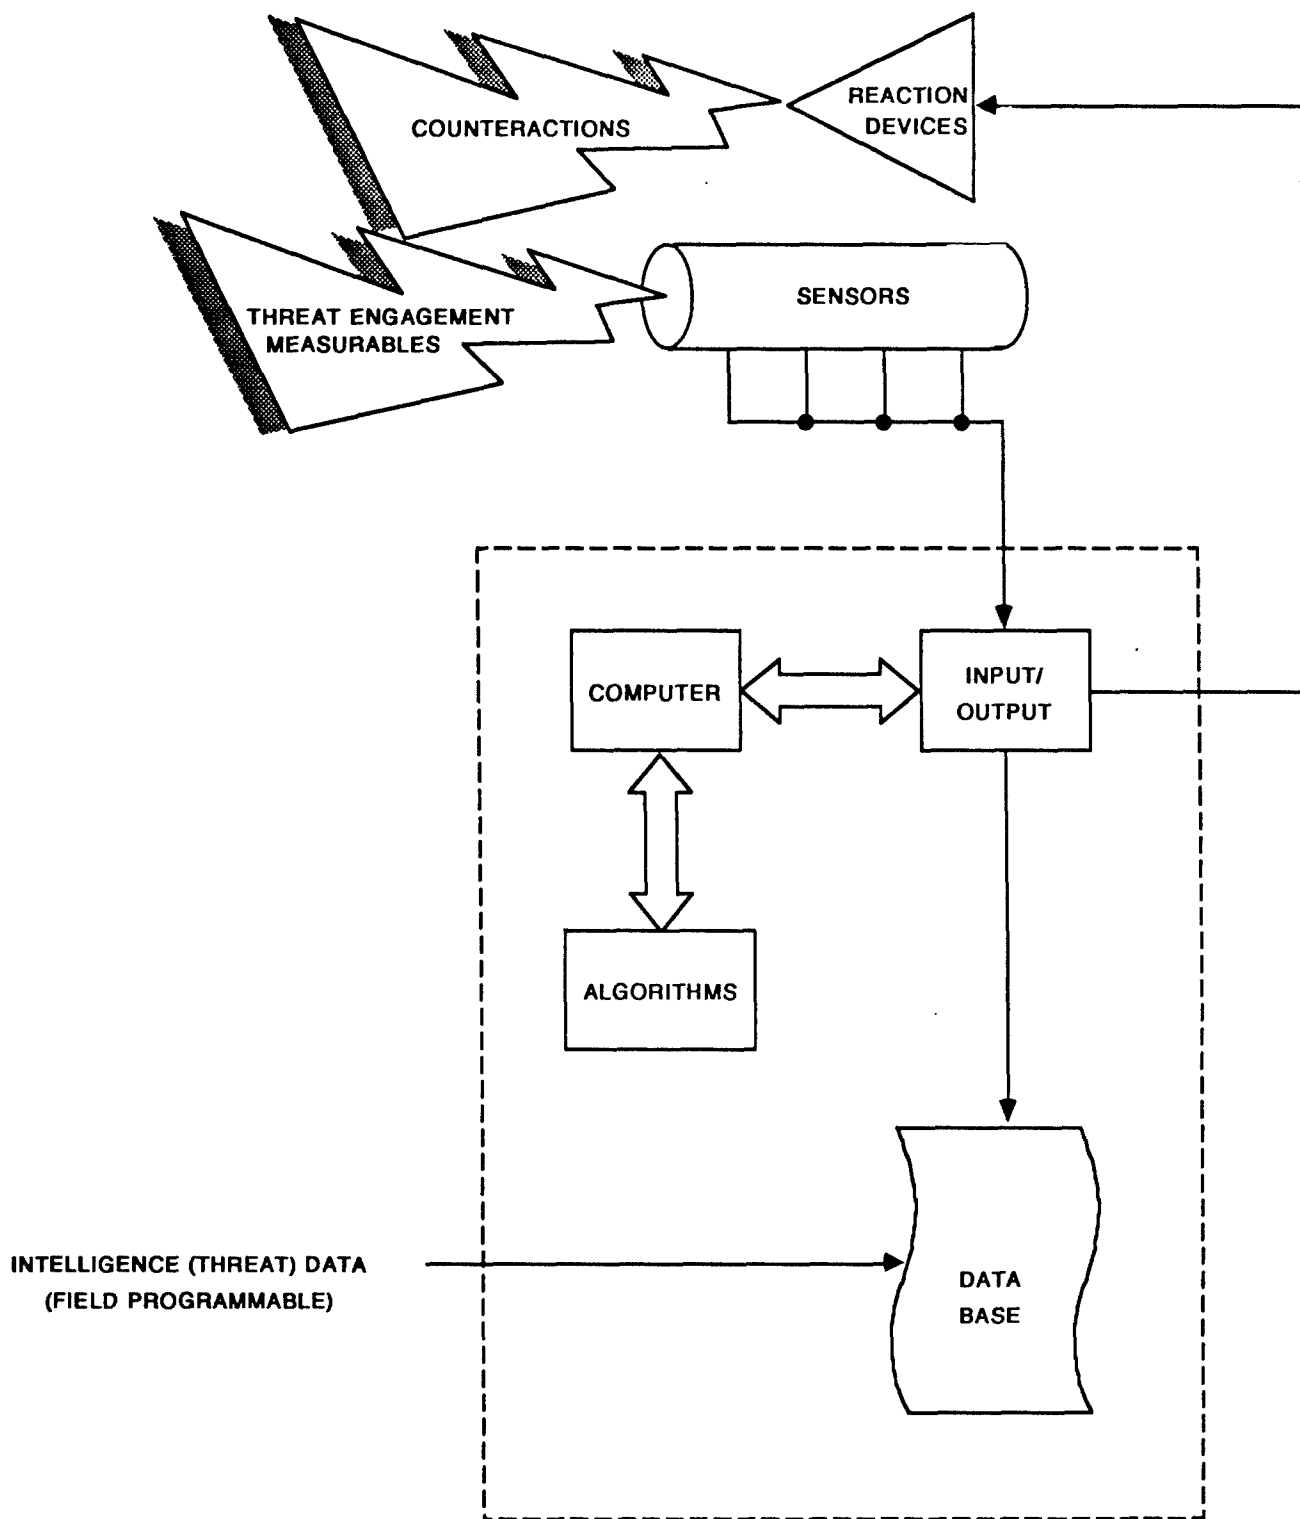 REACTION
DEVICES
COUNTERACTIONS
SENSORS
THREAT ENGAGEMENT
MEASURABLES
COMPUTER
INPUT/
OUTPUT
ALGORITHMS
INTELLIGENCE (THREAT) DATA
(FIELD PROGRAMMABLE)
DATA
BASE